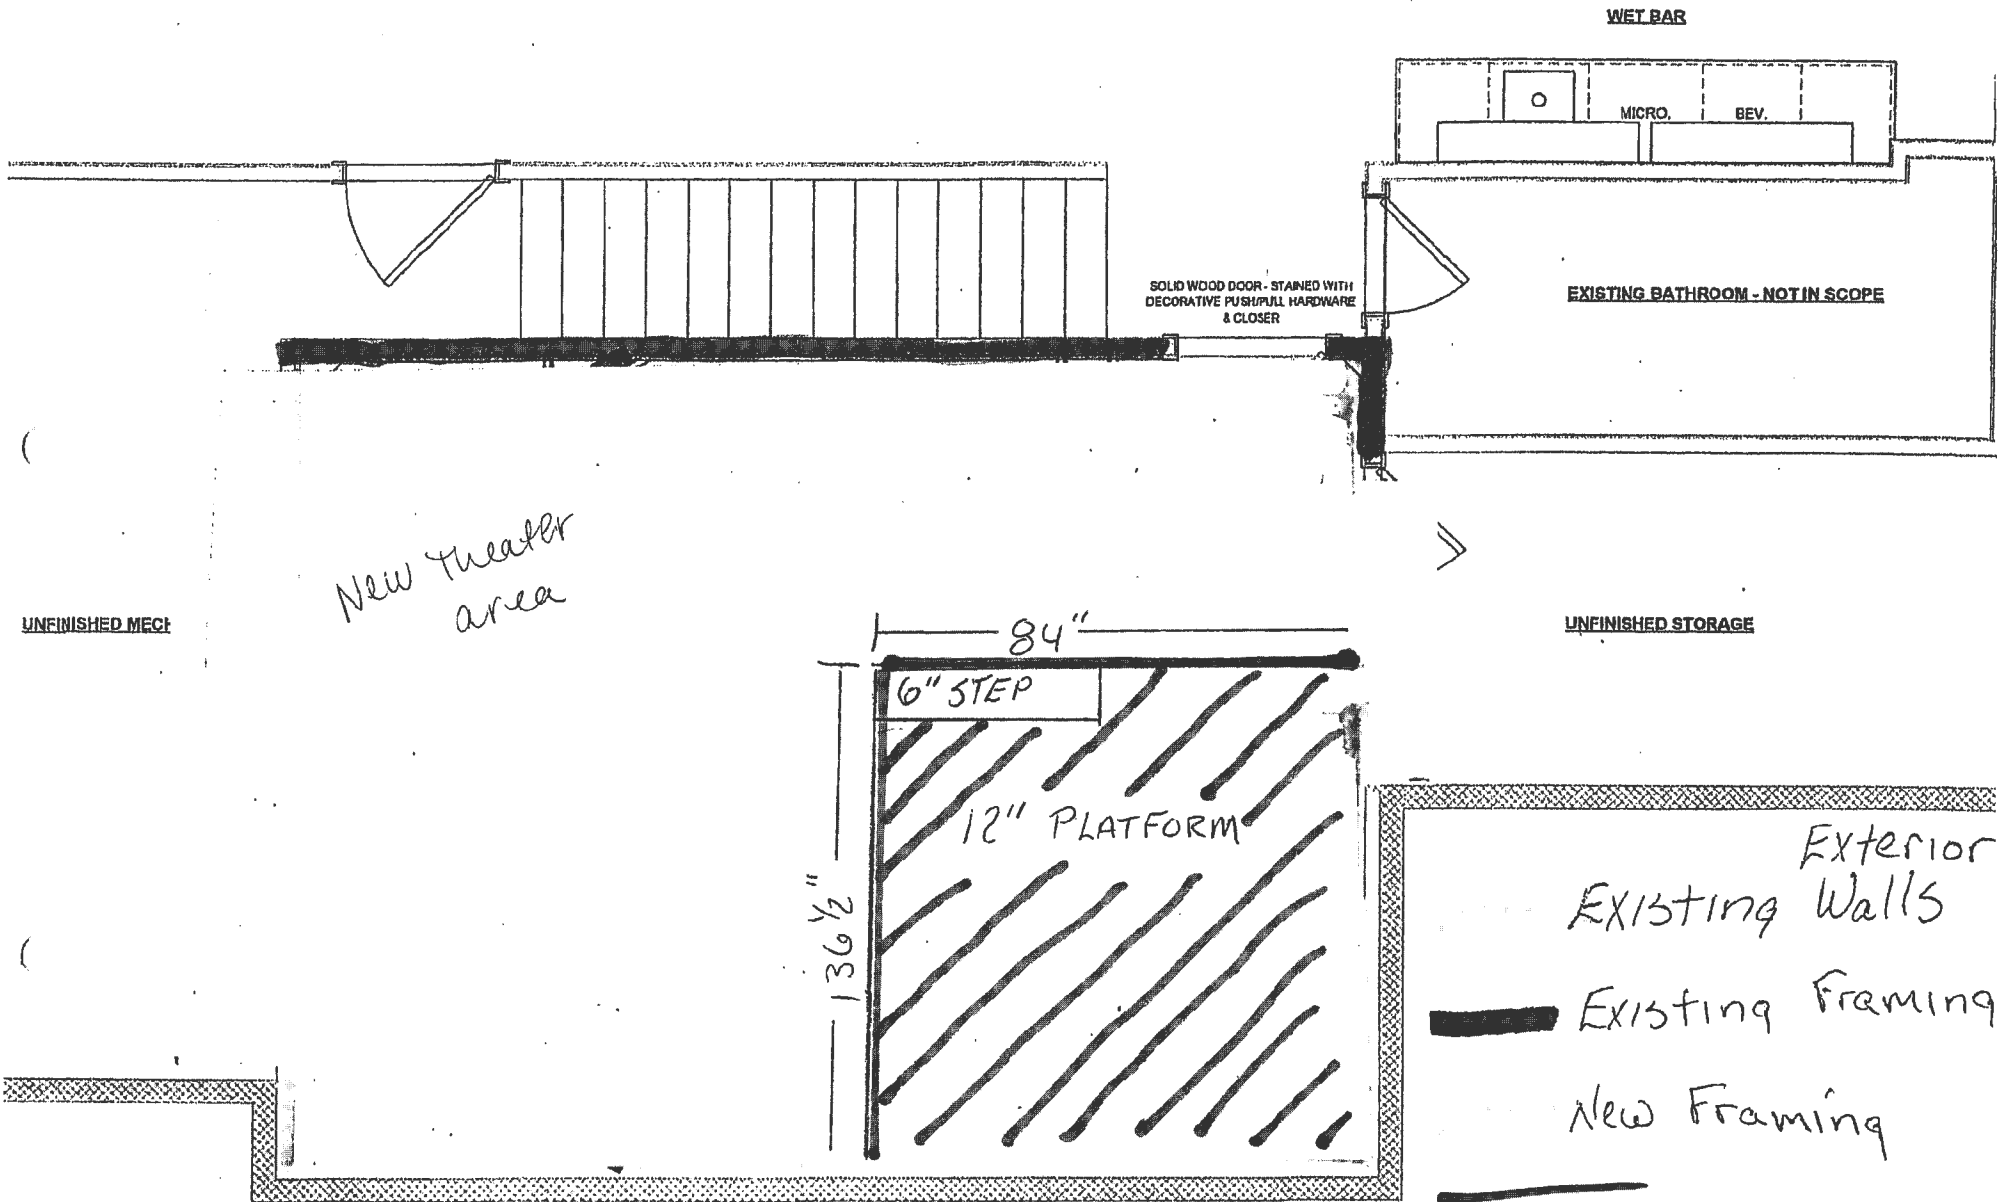 WET BAR
MICRO.
BEV.
SOLID WOOD DOOR - STAINED WITH
DECORATIVE PUSH/PULL HARDWARE
& CLOSER
EXISTING BATHROOM - NOT IN SCOPE
New Theater
area
UNFINISHED MECH
84"
UNFINISHED STORAGE
6" STEP
12" PLATFORM
136 1/2"
Exterior
Existing Walls
Existing Framing
New Framing